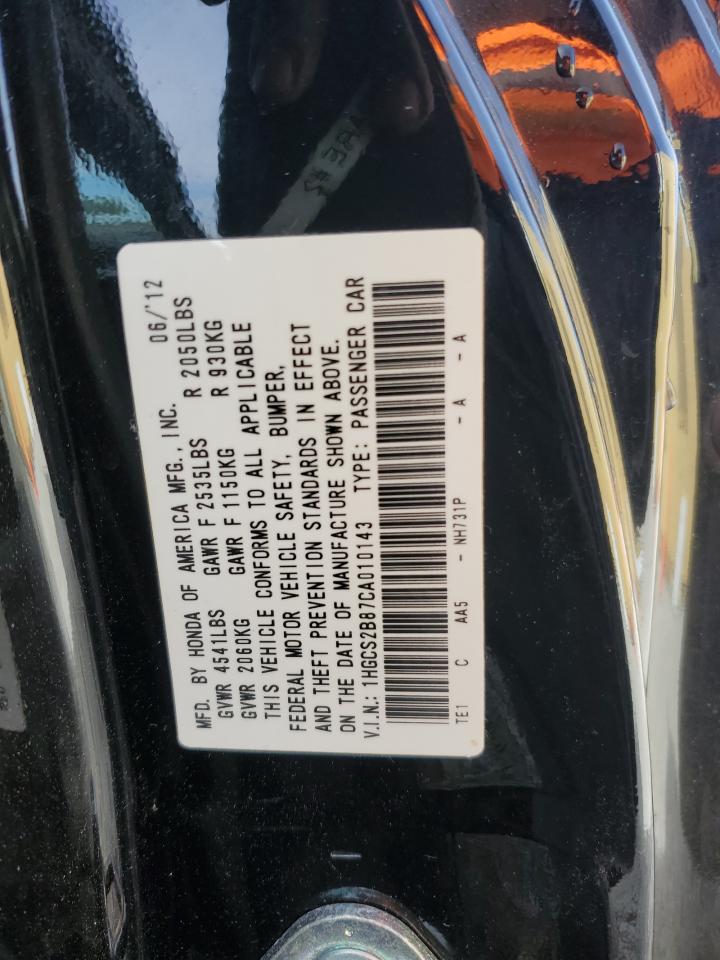 MFD. BY HONDA OF AMERICA MFG., INC. 06/'12
GVWR 4541LBS GAWR F 2535LBS R 2050LBS
GVWR 2060KG GAWR F 1150KG R 930KG
THIS VEHICLE CONFORMS TO ALL APPLICABLE
FEDERAL MOTOR VEHICLE SAFETY, BUMPER,
AND THEFT PREVENTION STANDARDS IN EFFECT
ON THE DATE OF MANUFACTURE SHOWN ABOVE.
V.I.N.: 1HGCS2B87CA010143 TYPE: PASSENGER CAR
TE1 C AA5 - NH731P - A - A